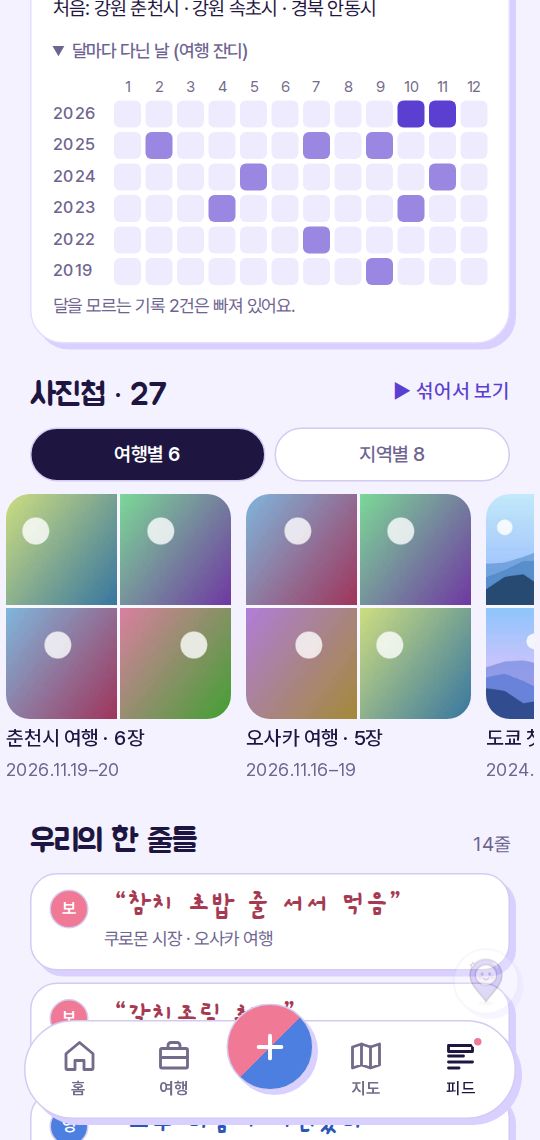 처음: 강원 춘천시 · 강원 속초시 · 경북 안동시
▼ 달마다 다닌 날 (여행 잔디)
1 2 3 4 5 6 7 8 9 10 11 12
2026
2025
2024
2023
2022
2019
달을 모르는 기록 2건은 빠져 있어요.
사진첩 · 27
▶ 섞어서 보기
여행별 6
지역별 8
춘천시 여행 · 6장
2026.11.19–20
오사카 여행 · 5장
2026.11.16–19
도쿄
2024.
우리의 한 줄들
14줄
보
“참치 초밥 줄 서서 먹음”
쿠로몬 시장 · 오사카 여행
보
“갈치조림
홈
여행
지도
피드